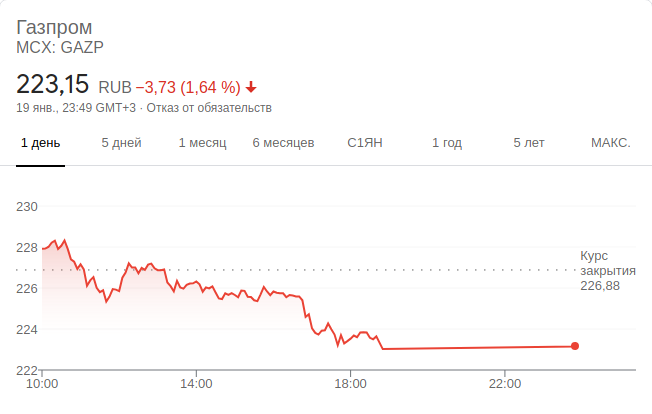 Газпром
MCX: GAZP
223,15 RUB −3,73 (1,64 %)
19 янв., 23:49 GMT+3 · Отказ от обязательств
1 день 5 дней 1 месяц 6 месяцев С1ЯН 1 год 5 лет МАКС.
230
228
Курс
закрытия
226,88
226
224
222
10:00 14:00 18:00 22:00